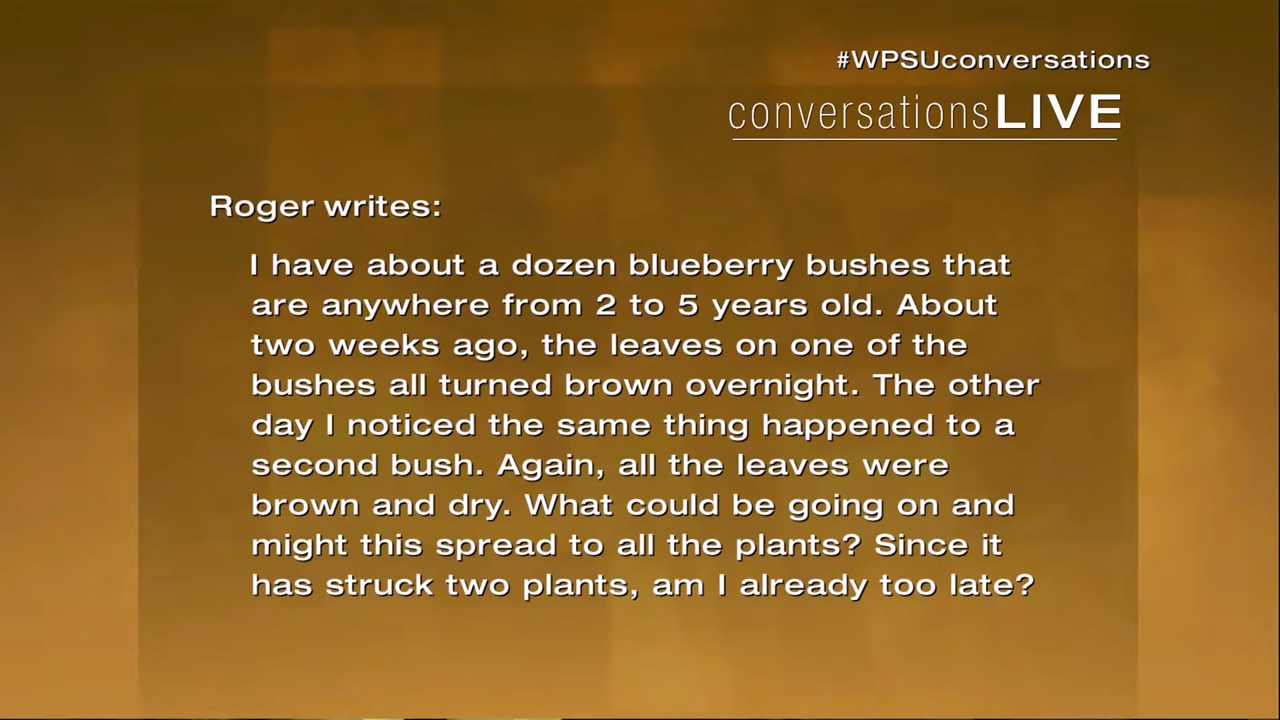 #WPSUconversations
conversationsLIVE
Roger writes:
I have about a dozen blueberry bushes that
are anywhere from 2 to 5 years old. About
two weeks ago, the leaves on one of the
bushes all turned brown overnight. The other
day I noticed the same thing happened to a
second bush. Again, all the leaves were
brown and dry. What could be going on and
might this spread to all the plants? Since it
has struck two plants, am I already too late?